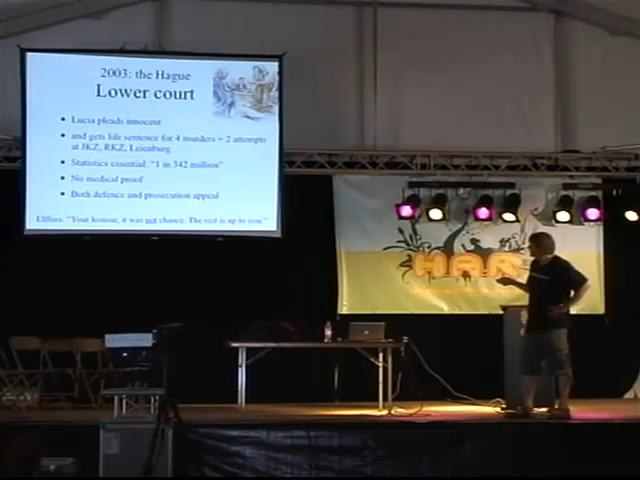 2003: the Hague
Lower court
• Lucia pleads innocent
• and gets life sentence for 4 murders + 2 attempts
at JKZ, RKZ, Leienburg
• Statistics essential: "1 in 342 million"
• No medical proof
• Both defence and prosecution appeal
Elffers: "Your honour, it was not chance. The rest is up to you."
HAR